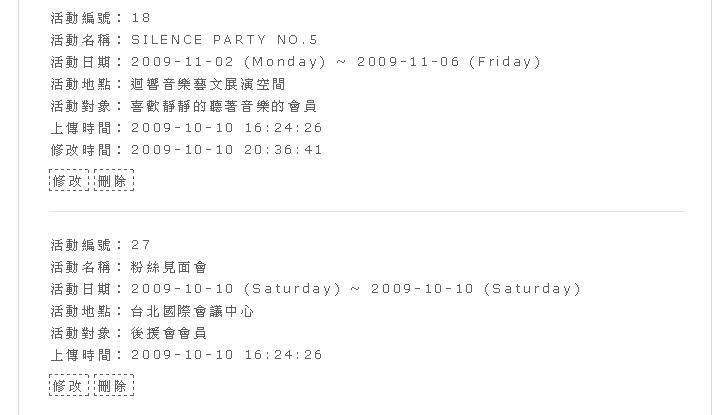 活動編號：18
活動名稱：SILENCE PARTY NO.5
活動日期：2009-11-02 (Monday) ~ 2009-11-06 (Friday)
活動地點：迴響音樂藝文展演空間
活動對象：喜歡靜靜的聽著音樂的會員
上傳時間：2009-10-10 16:24:26
修改時間：2009-10-10 20:36:41
修改 刪除
活動編號：27
活動名稱：粉絲見面會
活動日期：2009-10-10 (Saturday) ~ 2009-10-10 (Saturday)
活動地點：台北國際會議中心
活動對象：後援會會員
上傳時間：2009-10-10 16:24:26
修改 刪除